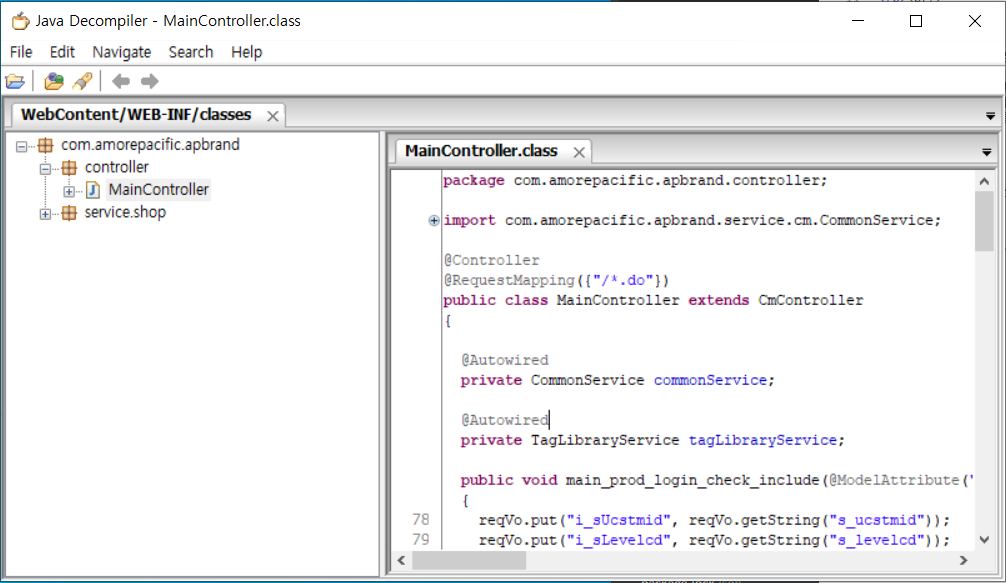 Java Decompiler - MainController.class
File Edit Navigate Search Help
WebContent/WEB-INF/classes
com.amorepacific.apbrand
controller
MainController
service.shop
MainController.class
package com.amorepacific.apbrand.controller;
import com.amorepacific.apbrand.service.cm.CommonService;
@Controller
@RequestMapping({"/*.do"})
public class MainController extends CmController
{
@Autowired
private CommonService commonService;
@Autowired
private TagLibraryService tagLibraryService;
public void main_prod_login_check_include(@ModelAttribute('
{
78 reqVo.put("i_sUcstmid", reqVo.getString("s_ucstmid"));
79 reqVo.put("i_sLevelcd", reqVo.getString("s_levelcd"));